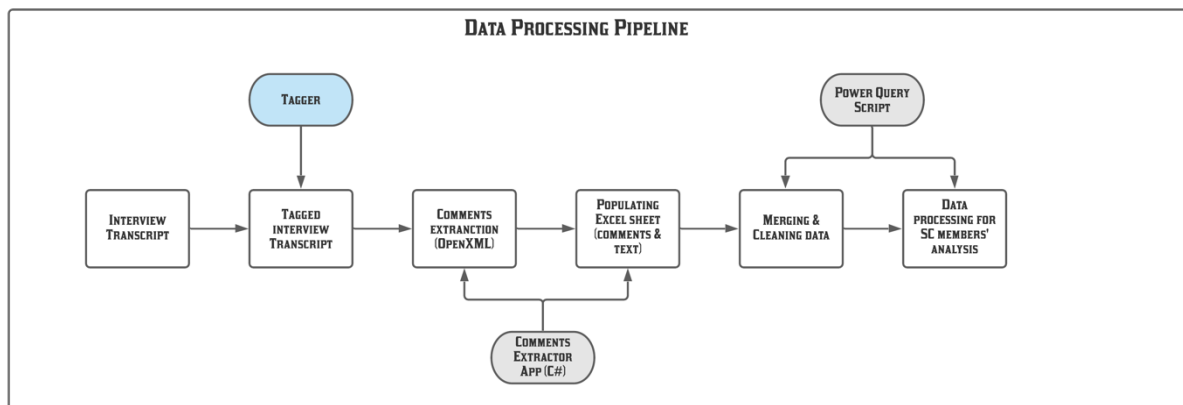 Data Processing Pipeline
Tagger
Power Query
Script
Interview
Transcript
Tagged
interview
Transcript
Comments
extranction
(OpenXML)
Populating
Excel sheet
(comments &
text)
Merging &
Cleaning data
Data
processing for
SC members'
analysis
Comments
Extractor
App (C#)